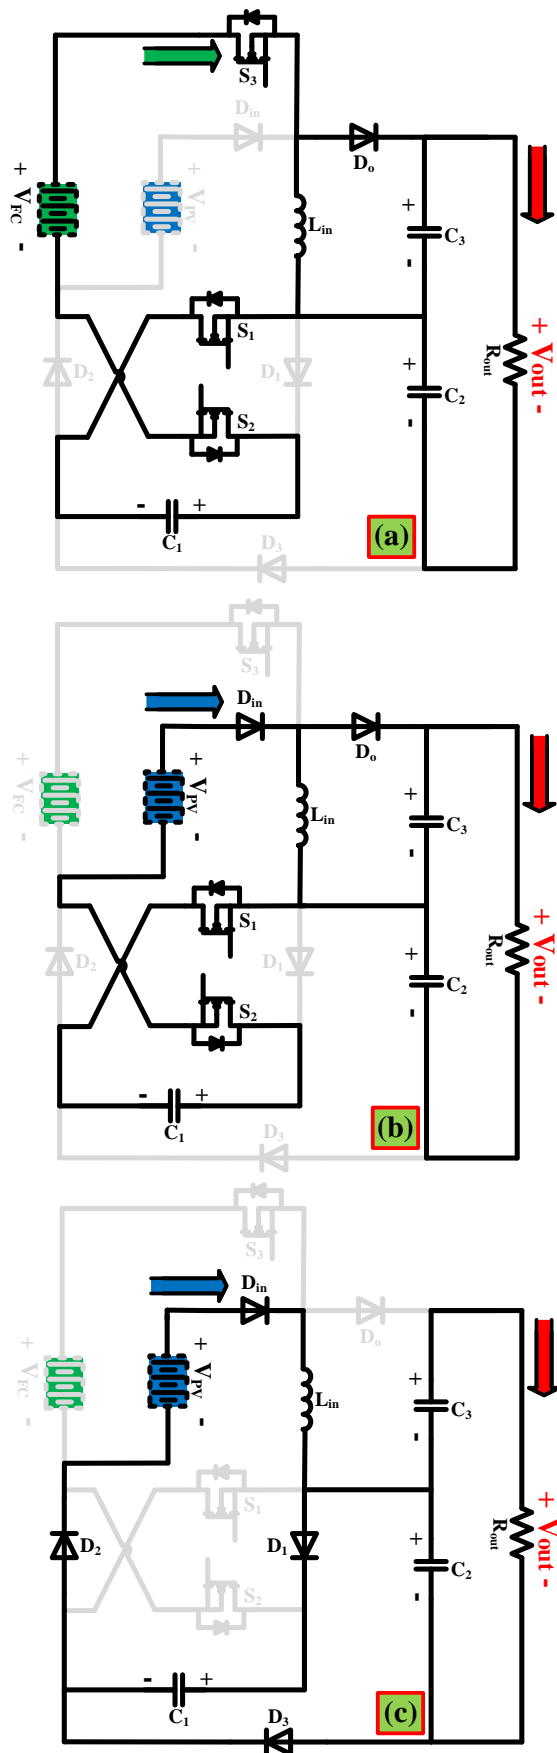 S3
Din
Do
+ VFC -
+ VPV -
Lin
+
C3
-
S1
D2
D1
+
C2
-
Rout
+ Vout -
S2
- +
C1
D3
(a)
S3
Din
Do
+ VFC -
+ VPV -
Lin
+
C3
-
S1
D2
D1
+
C2
-
Rout
+ Vout -
S2
- +
C1
D3
(b)
S3
Din
Do
+ VFC -
+ VPV -
Lin
+
C3
-
S1
D2
D1
+
C2
-
Rout
+ Vout -
S2
- +
C1
D3
(c)